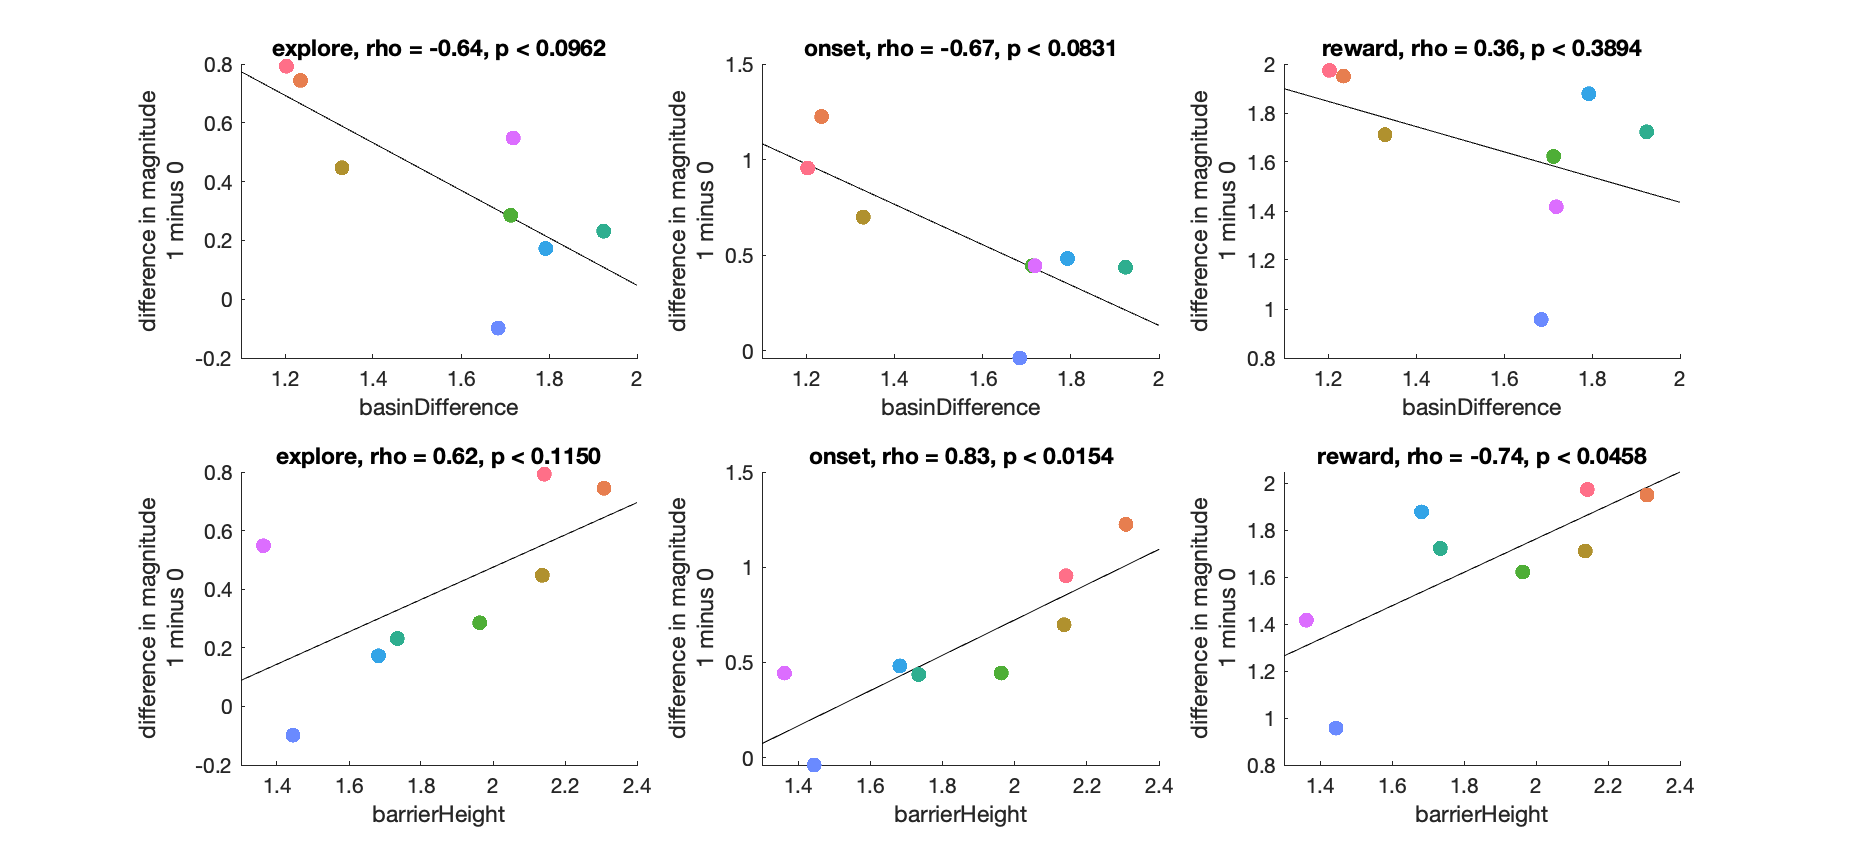 explore, rho = -0.64, p < 0.0962
0.8
0.6
0.4
0.2
0
-0.2
difference in magnitude
1 minus 0
1.2 1.4 1.6 1.8 2
basinDifference
onset, rho = -0.67, p < 0.0831
1.5
1
0.5
0
difference in magnitude
1 minus 0
1.2 1.4 1.6 1.8 2
basinDifference
reward, rho = 0.36, p < 0.3894
2
1.8
1.6
1.4
1.2
1
0.8
difference in magnitude
1 minus 0
1.2 1.4 1.6 1.8 2
basinDifference
explore, rho = 0.62, p < 0.1150
0.8
0.6
0.4
0.2
0
-0.2
difference in magnitude
1 minus 0
1.4 1.6 1.8 2 2.2 2.4
barrierHeight
onset, rho = 0.83, p < 0.0154
1.5
1
0.5
0
difference in magnitude
1 minus 0
1.4 1.6 1.8 2 2.2 2.4
barrierHeight
reward, rho = -0.74, p < 0.0458
2
1.8
1.6
1.4
1.2
1
0.8
difference in magnitude
1 minus 0
1.4 1.6 1.8 2 2.2 2.4
barrierHeight